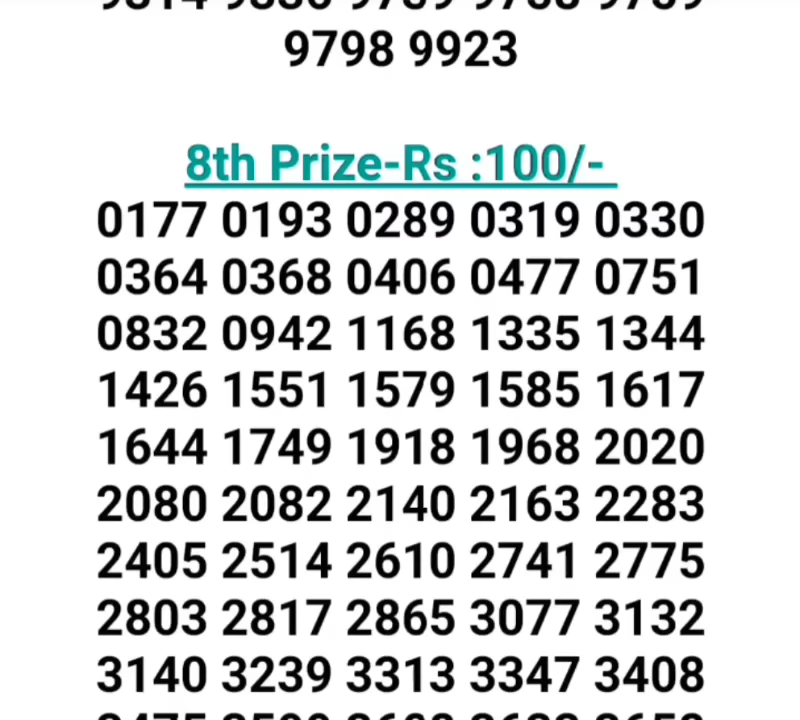 9798 9923
8th Prize-Rs :100/-
0177 0193 0289 0319 0330
0364 0368 0406 0477 0751
0832 0942 1168 1335 1344
1426 1551 1579 1585 1617
1644 1749 1918 1968 2020
2080 2082 2140 2163 2283
2405 2514 2610 2741 2775
2803 2817 2865 3077 3132
3140 3239 3313 3347 3408